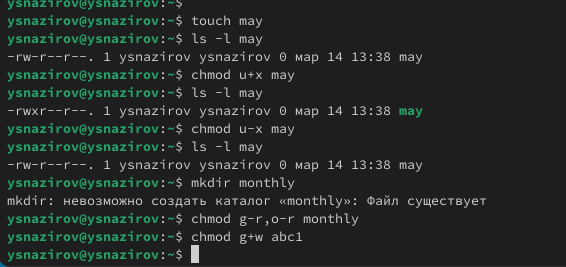 ysnazirov@ysnazirov:~$
ysnazirov@ysnazirov:~$ touch may
ysnazirov@ysnazirov:~$ ls -l may
-rw-r--r--. 1 ysnazirov ysnazirov 0 мар 14 13:38 may
ysnazirov@ysnazirov:~$ chmod u+x may
ysnazirov@ysnazirov:~$ ls -l may
-rwxr--r--. 1 ysnazirov ysnazirov 0 мар 14 13:38 may
ysnazirov@ysnazirov:~$ chmod u-x may
ysnazirov@ysnazirov:~$ ls -l may
-rw-r--r--. 1 ysnazirov ysnazirov 0 мар 14 13:38 may
ysnazirov@ysnazirov:~$ mkdir monthly
mkdir: невозможно создать каталог «monthly»: Файл существует
ysnazirov@ysnazirov:~$ chmod g-r,o-r monthly
ysnazirov@ysnazirov:~$ chmod g+w abc1
ysnazirov@ysnazirov:~$